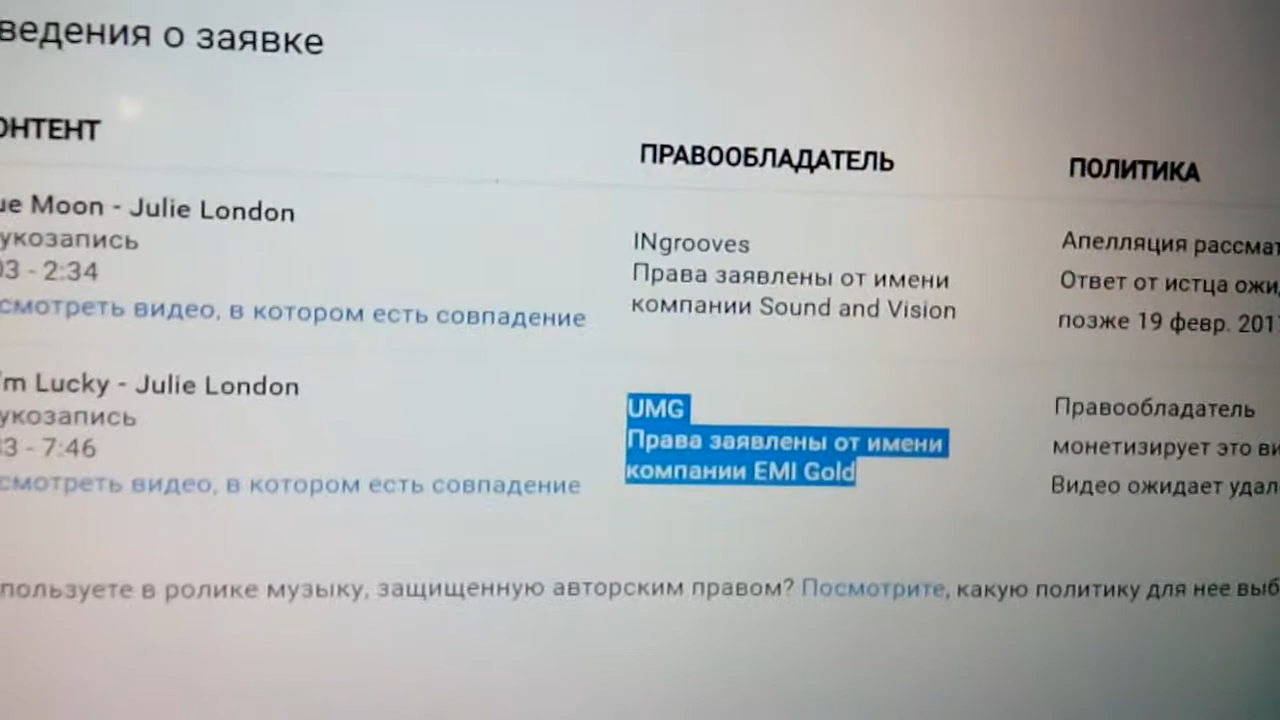 ведения о заявке
ОНТЕНТ
ПРАВООБЛАДАТЕЛЬ
ПОЛИТИКА
ue Moon - Julie London
укозапись
03 - 2:34
смотреть видео, в котором есть совпадение
INgrooves
Права заявлены от имени
компании Sound and Vision
Апелляция рассмат
Ответ от истца ожи
позже 19 февр. 201
'm Lucky - Julie London
укозапись
3 - 7:46
смотреть видео, в котором есть совпадение
UMG
Права заявлены от имени
компании EMI Gold
Правообладатель
монетизирует это ви
Видео ожидает удал
пользуете в ролике музыку, защищенную авторским правом? Посмотрите, какую политику для нее выб